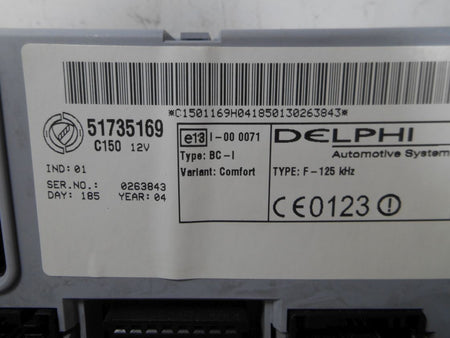 *C1501169H041850130263843*
51735169
C150 12V
IND: 01
SER.NO.: 0263843
DAY: 185 YEAR: 04
e13 I-00 0071
Type: BC-I
Variant: Comfort
DELPHI
Automotive System
TYPE: F-125 kHz
CE0123